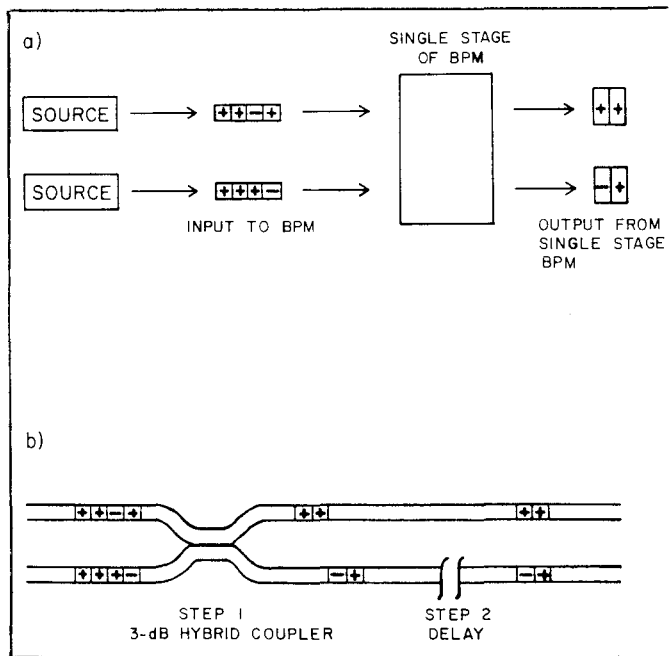 a)
SINGLE STAGE
OF BPM
SOURCE
+ + - +
+ +
SOURCE
+ + + -
- +
INPUT TO BPM
OUTPUT FROM
SINGLE STAGE
BPM
b)
+ + - +
+ +
+ +
+ + + -
- +
- +
STEP 1
3-dB HYBRID COUPLER
STEP 2
DELAY